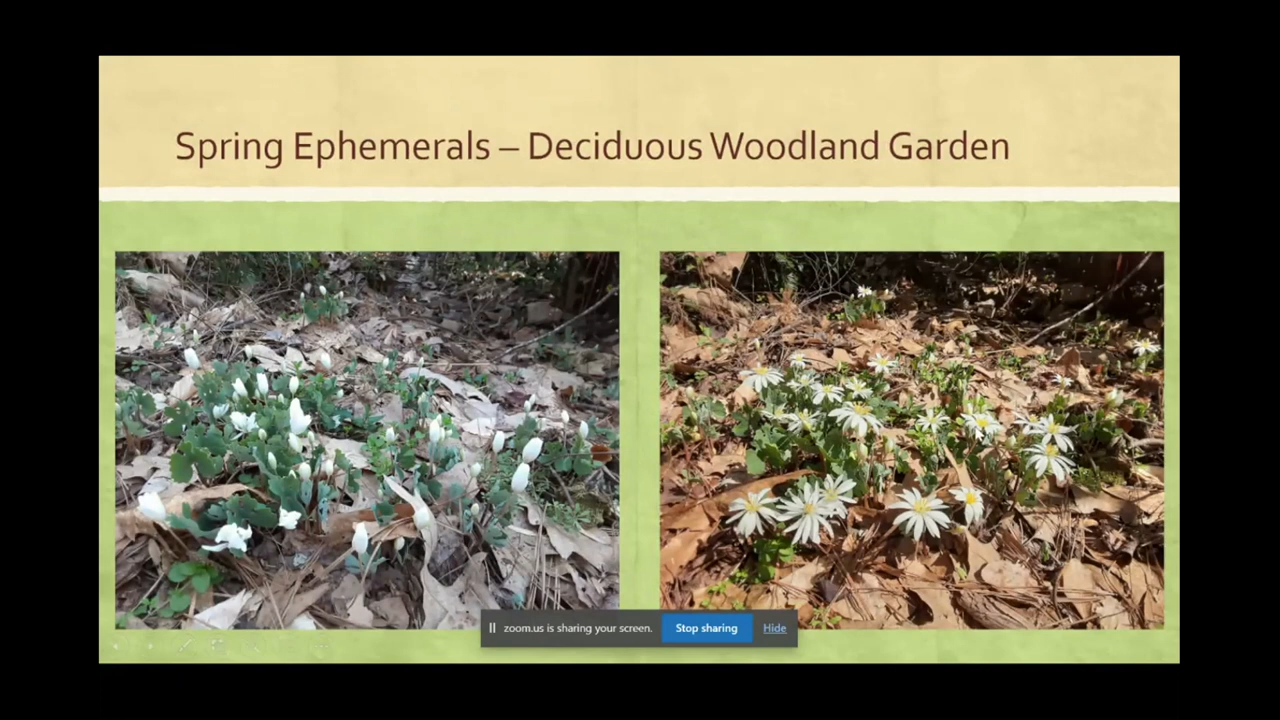 Spring Ephemerals – Deciduous Woodland Garden
zoom.us is sharing your screen. Stop sharing Hide